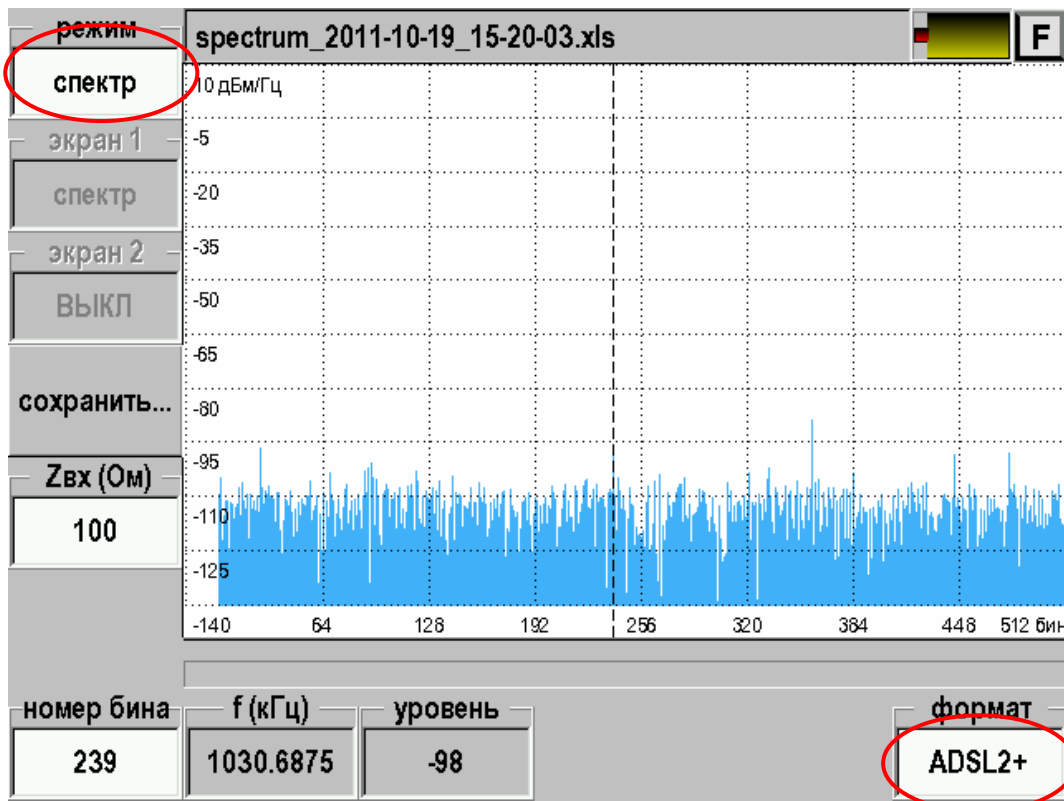 режим
спектр
экран 1
спектр
экран 2
ВЫКЛ
сохранить...
Zвх (Ом)
100
spectrum_2011-10-19_15-20-03.xls
F
10 дБм/Гц
-5
-20
-35
-50
-65
-80
-95
-110
-125
-140 64 128 192 256 320 384 448 512 бин
номер бина
239
f (кГц)
1030.6875
уровень
-98
формат
ADSL2+